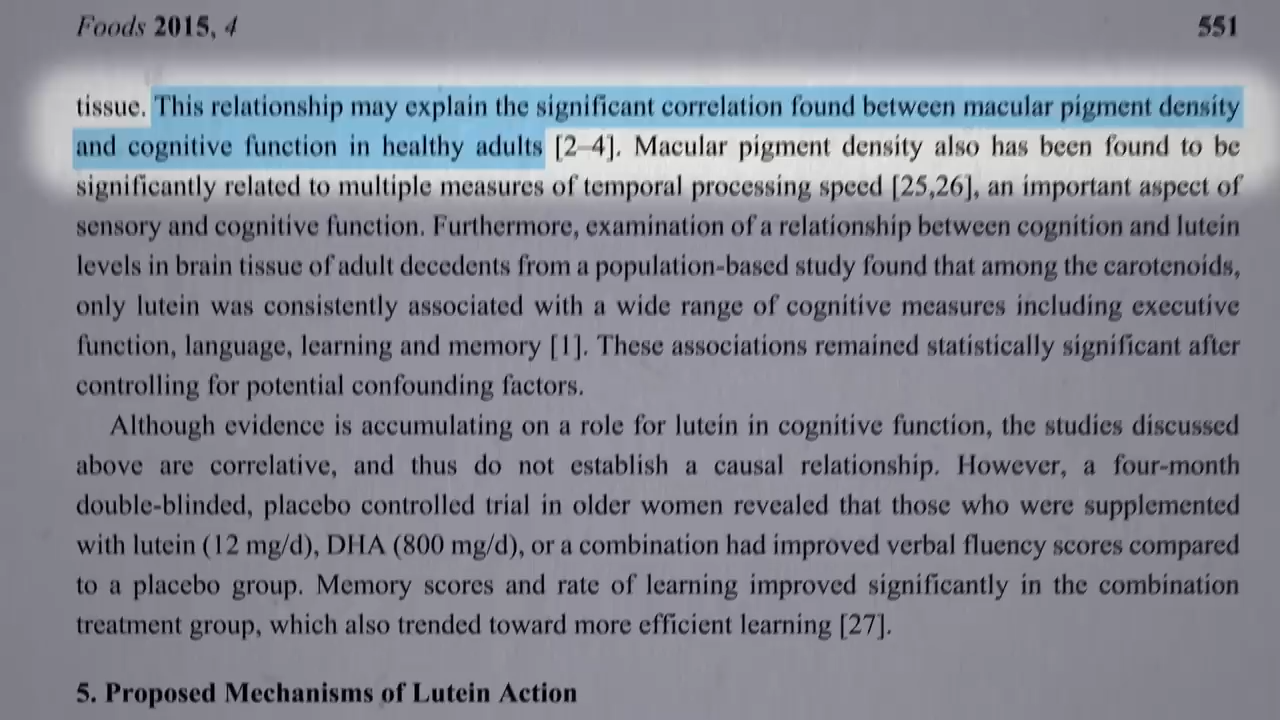 Foods 2015, 4
551
tissue. This relationship may explain the significant correlation found between macular pigment density
and cognitive function in healthy adults [2–4]. Macular pigment density also has been found to be
significantly related to multiple measures of temporal processing speed [25,26], an important aspect of
sensory and cognitive function. Furthermore, examination of a relationship between cognition and lutein
levels in brain tissue of adult decedents from a population-based study found that among the carotenoids,
only lutein was consistently associated with a wide range of cognitive measures including executive
function, language, learning and memory [1]. These associations remained statistically significant after
controlling for potential confounding factors.
Although evidence is accumulating on a role for lutein in cognitive function, the studies discussed
above are correlative, and thus do not establish a causal relationship. However, a four-month
double-blinded, placebo controlled trial in older women revealed that those who were supplemented
with lutein (12 mg/d), DHA (800 mg/d), or a combination had improved verbal fluency scores compared
to a placebo group. Memory scores and rate of learning improved significantly in the combination
treatment group, which also trended toward more efficient learning [27].
5. Proposed Mechanisms of Lutein Action